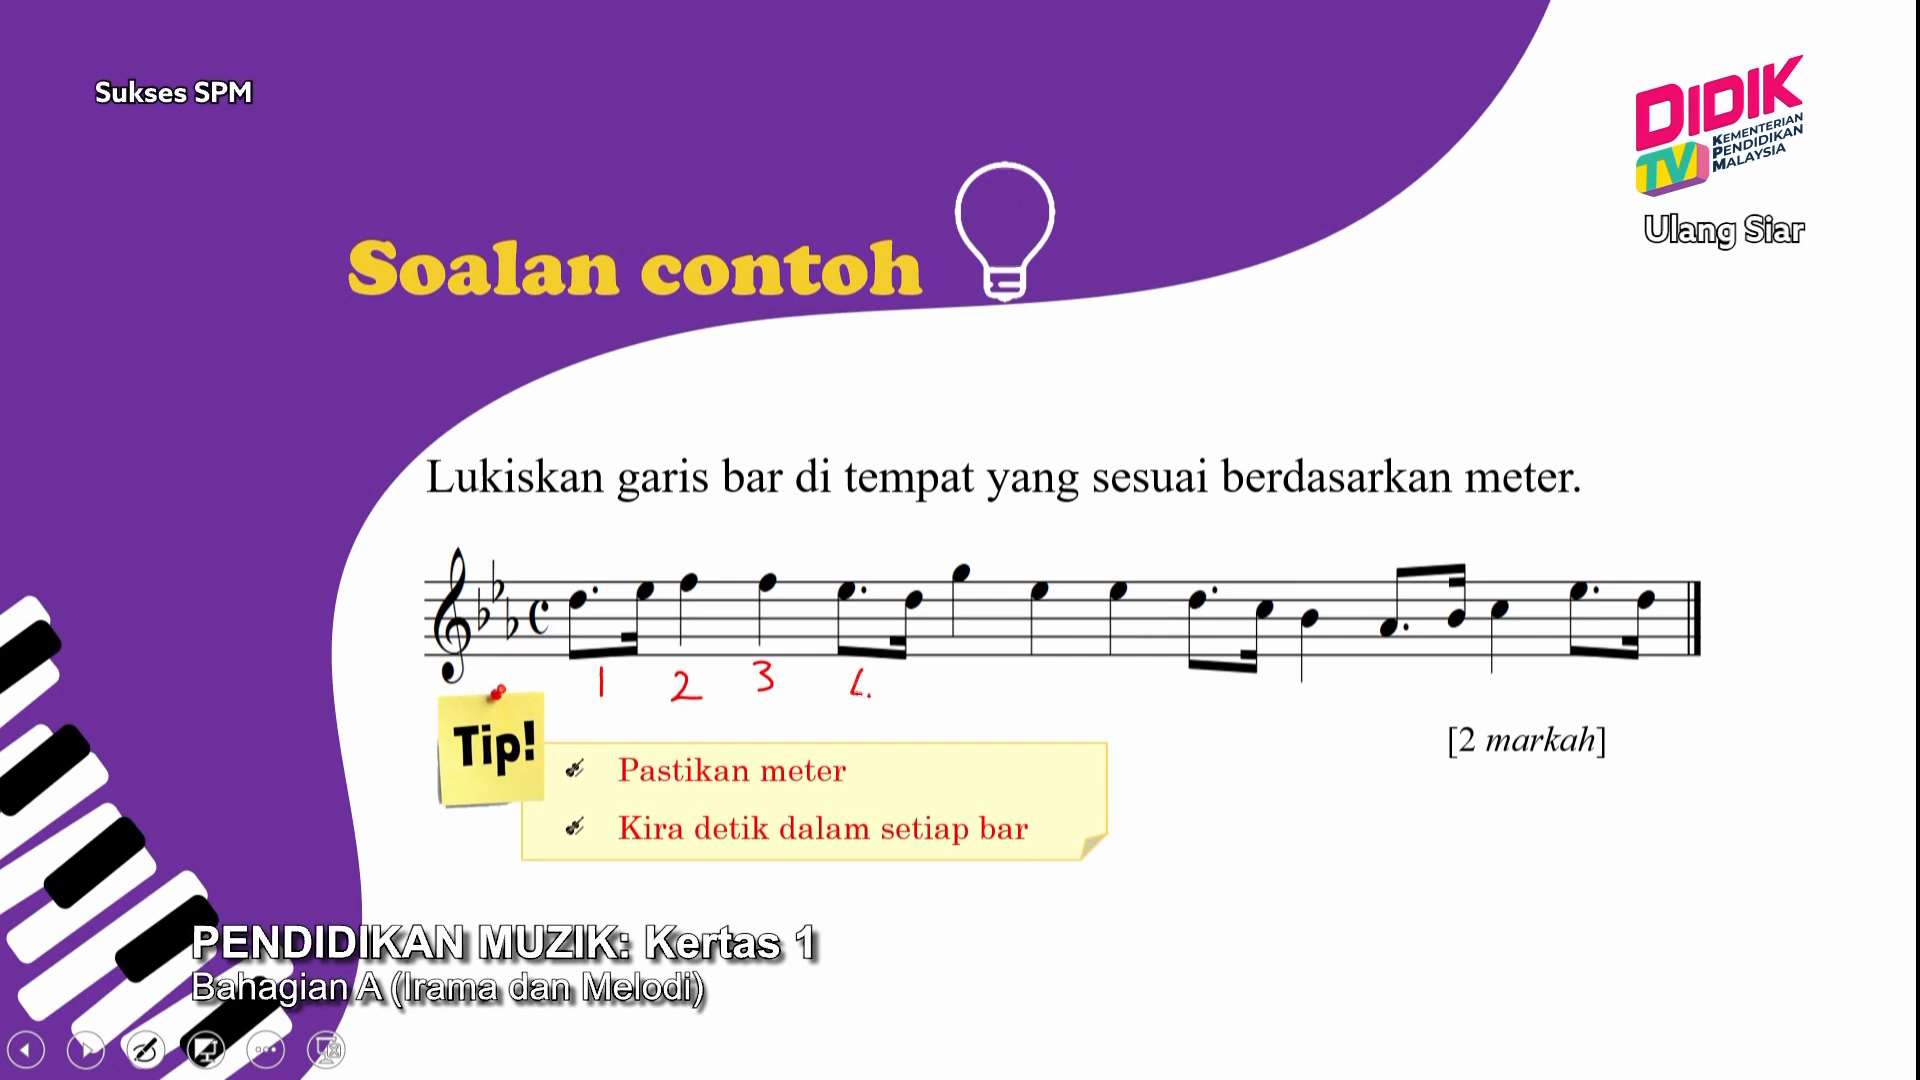 Sukses SPM
DIDIK
TV
KEMENTERIAN
PENDIDIKAN
MALAYSIA
Ulang Siar
Soalan contoh
Lukiskan garis bar di tempat yang sesuai berdasarkan meter.
1 2 3
[2 markah]
Tip!
Pastikan meter
Kira detik dalam setiap bar
PENDIDIKAN MUZIK: Kertas 1
Bahagian A (Irama dan Melodi)